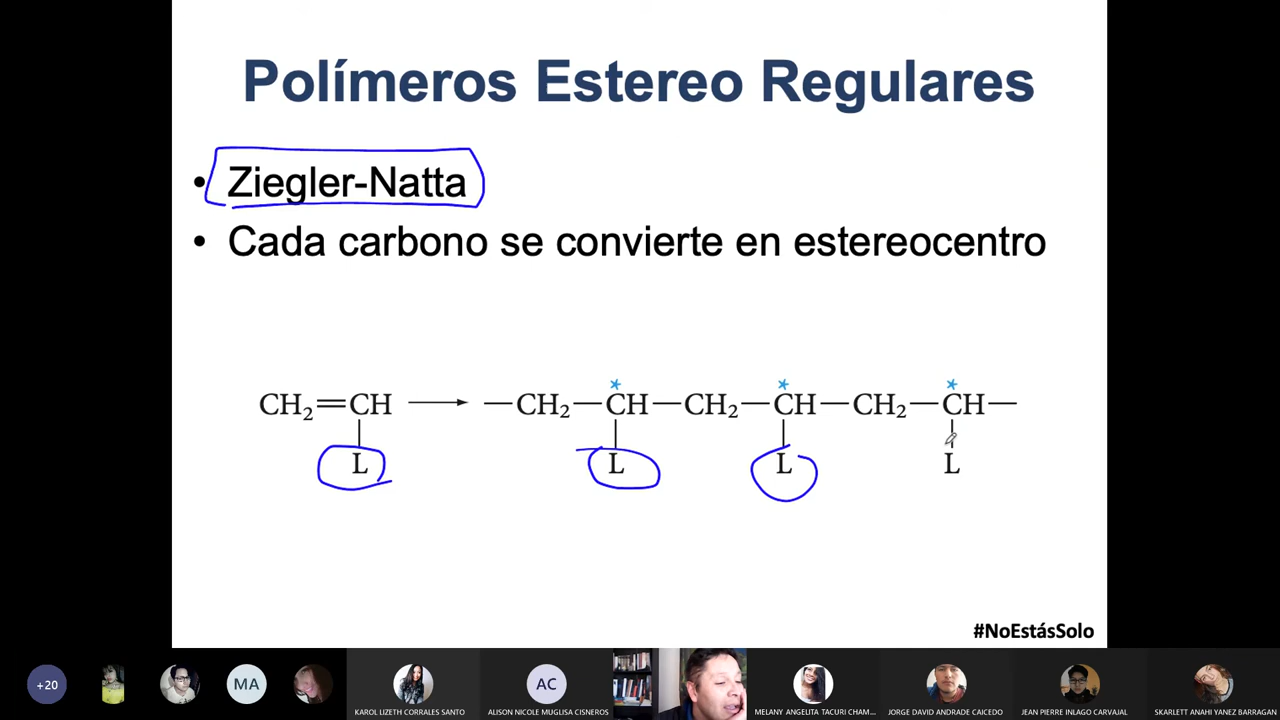 Polímeros Estereo Regulares
• Ziegler-Natta
• Cada carbono se convierte en estereocentro
* * *
CH₂=CH → —CH₂—CH—CH₂—CH—CH₂—CH—
L L L L
#NoEstásSolo
+20 MA AC
KAROL LIZETH CORRALES SANTO ALISON NICOLE MUGLISA CISNEROS MELANY ANGELITA TACURI CHAM... JORGE DAVID ANDRADE CAICEDO JEAN PIERRE INLAGO CARVAJAL SKARLETT ANAHI YANEZ BARRAGAN